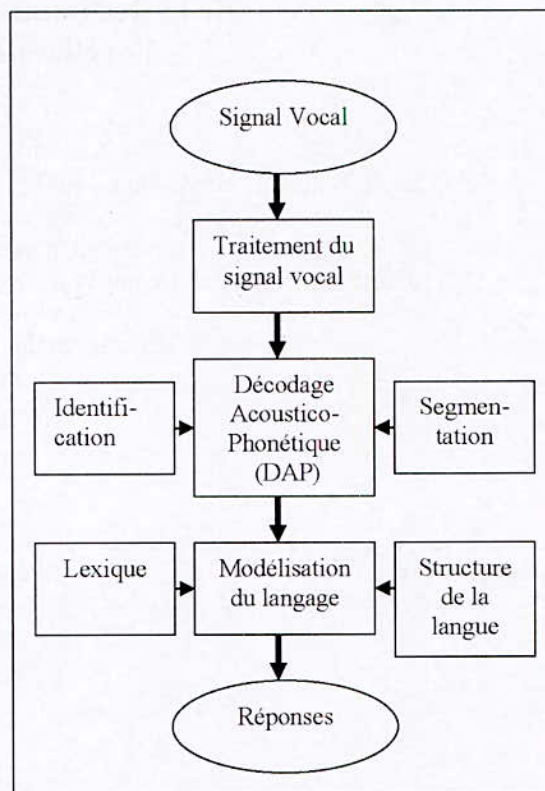 Signal Vocal
Traitement du
signal vocal
Identifi-
cation
Décodage
Acoustico-
Phonétique
(DAP)
Segmen-
tation
Lexique
Modélisation
du langage
Structure
de la
langue
Réponses